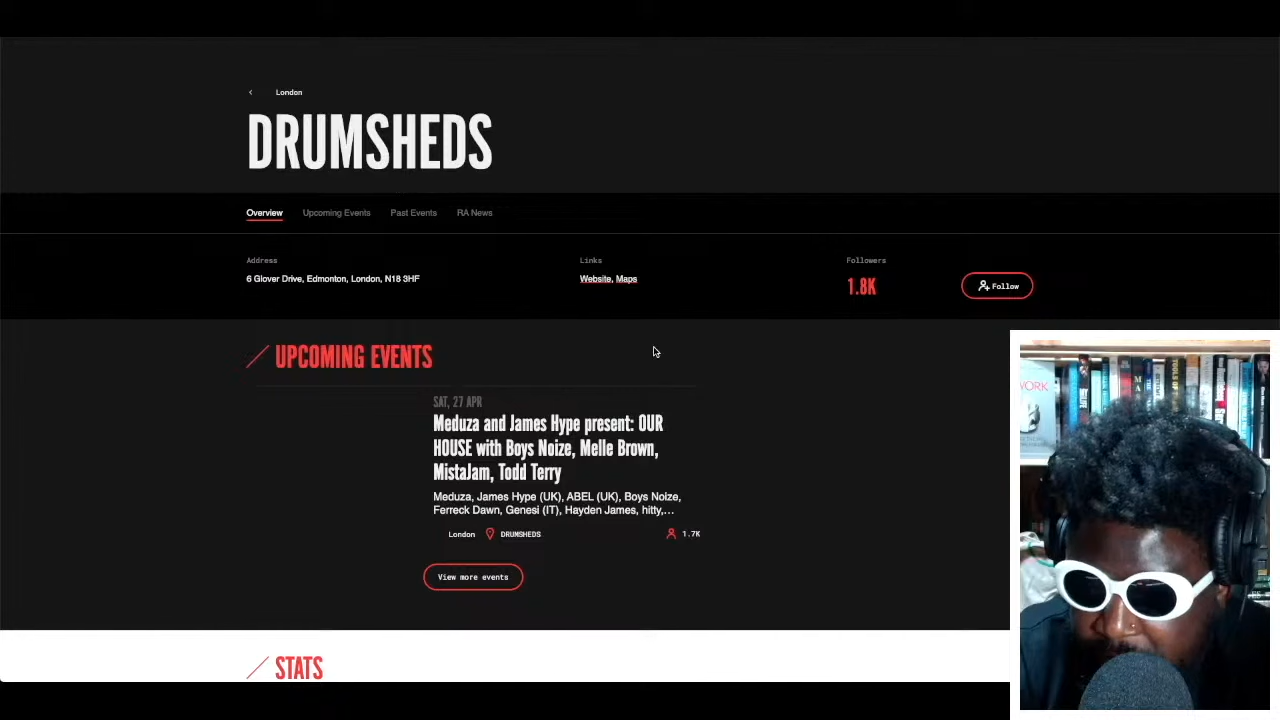 London
DRUMSHEDS
Overview Upcoming Events Past Events RA News
Address
6 Glover Drive, Edmonton, London, N18 3HF
Links
Website, Maps
Followers
1.8K
Follow
UPCOMING EVENTS
SAT, 27 APR
Meduza and James Hype present: OUR
HOUSE with Boys Noize, Melle Brown,
MistaJam, Todd Terry
Meduza, James Hype (UK), ABEL (UK), Boys Noize,
Ferreck Dawn, Genesi (IT), Hayden James, hitty,...
London DRUMSHEDS 1.7K
View more events
STATS
WORK